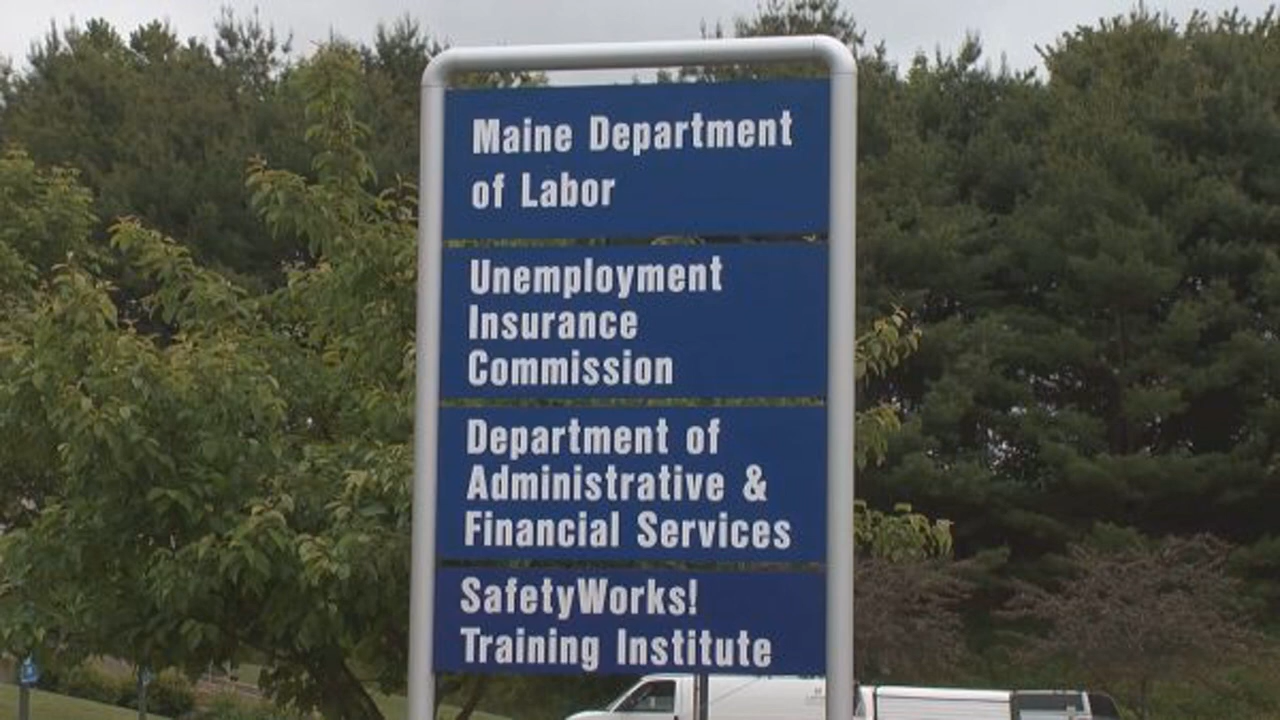 Maine Department
of Labor
Unemployment
Insurance
Commission
Department of
Administrative &
Financial Services
SafetyWorks!
Training Institute